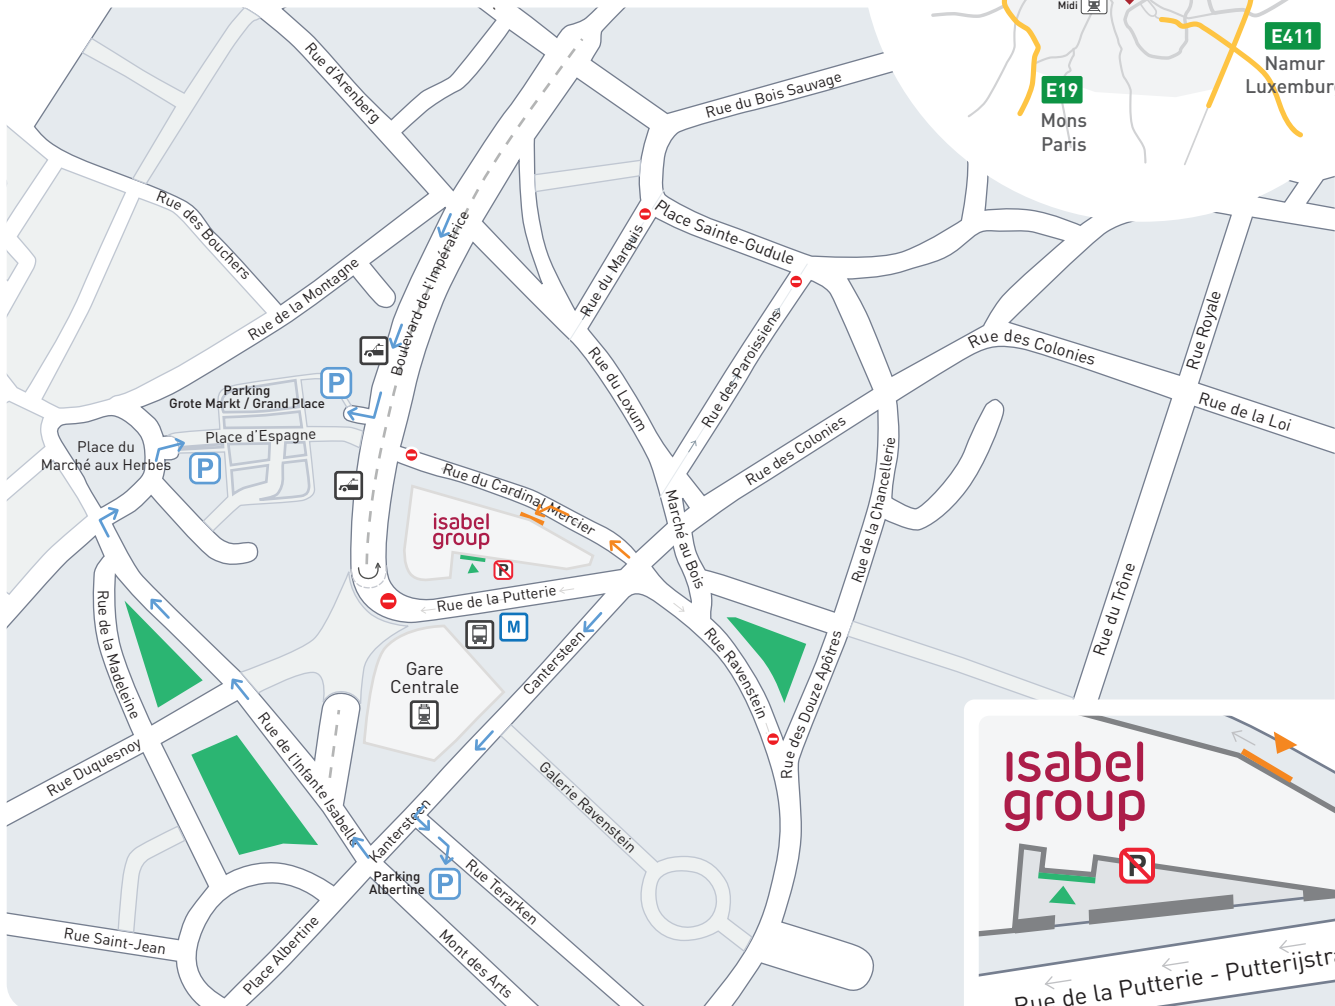 Midi
E411
Namur
Luxembur
E19
Mons
Paris
Rue d'Arenberg
Rue du Bois Sauvage
Rue des Bouchers
Place Sainte-Gudule
Rue du Marquis
Boulevard de l'Impératrice
Rue de la Montagne
Rue des Paroissiens
Rue Royale
Rue des Colonies
Rue du Loxum
P
Parking
Grote Markt / Grand Place
Rue de la Loi
Place d'Espagne
Place du
Marché aux Herbes
P
Rue des Colonies
Rue du Cardinal Mercier
Rue de la Chancellerie
isabel
group
Marché au Bois
P
Rue de la Putterie
M
Rue du Trône
Rue de la Madeleine
Cantersteen
Rue Ravenstein
Rue des Douze Apôtres
Gare
Centrale
Rue Duquesnoy
Rue de l'Infante Isabelle
Galerie Ravenstein
Kantersteen
Parking
Albertine
P
Rue Terarken
Rue Saint-Jean
Place Albertine
Mont des Arts
isabel
group
P
Rue de la Putterie - Putterijstra